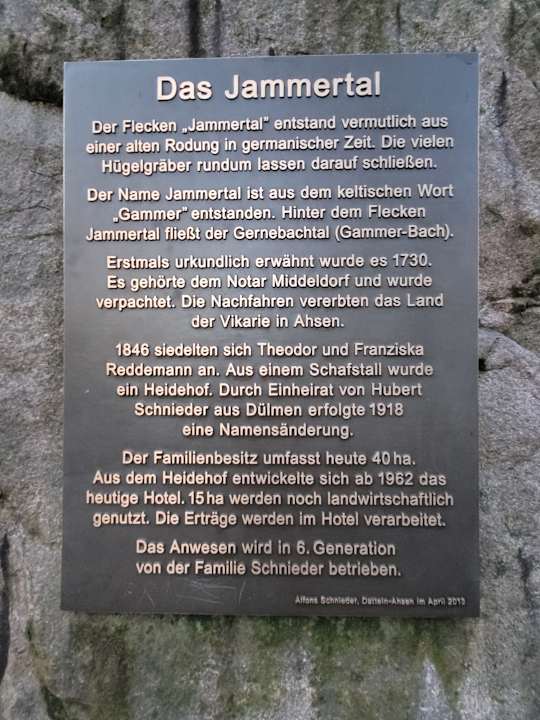 Das Jammertal
Der Flecken „Jammertal” entstand vermutlich aus
einer alten Rodung in germanischer Zeit. Die vielen
Hügelgräber rundum lassen darauf schließen.
Der Name Jammertal ist aus dem keltischen Wort
„Gammer” entstanden. Hinter dem Flecken
Jammertal fließt der Gernebachtal (Gammer-Bach).
Erstmals urkundlich erwähnt wurde es 1730.
Es gehörte dem Notar Middeldorf und wurde
verpachtet. Die Nachfahren vererbten das Land
der Vikarie in Ahsen.
1846 siedelten sich Theodor und Franziska
Reddemann an. Aus einem Schafstall wurde
ein Heidehof. Durch Einheirat von Hubert
Schnieder aus Dülmen erfolgte 1918
eine Namensänderung.
Der Familienbesitz umfasst heute 40 ha.
Aus dem Heidehof entwickelte sich ab 1962 das
heutige Hotel. 15 ha werden noch landwirtschaftlich
genutzt. Die Erträge werden im Hotel verarbeitet.
Das Anwesen wird in 6. Generation
von der Familie Schnieder betrieben.
Alfons Schnieder, Datteln-Ahsen im April 2013